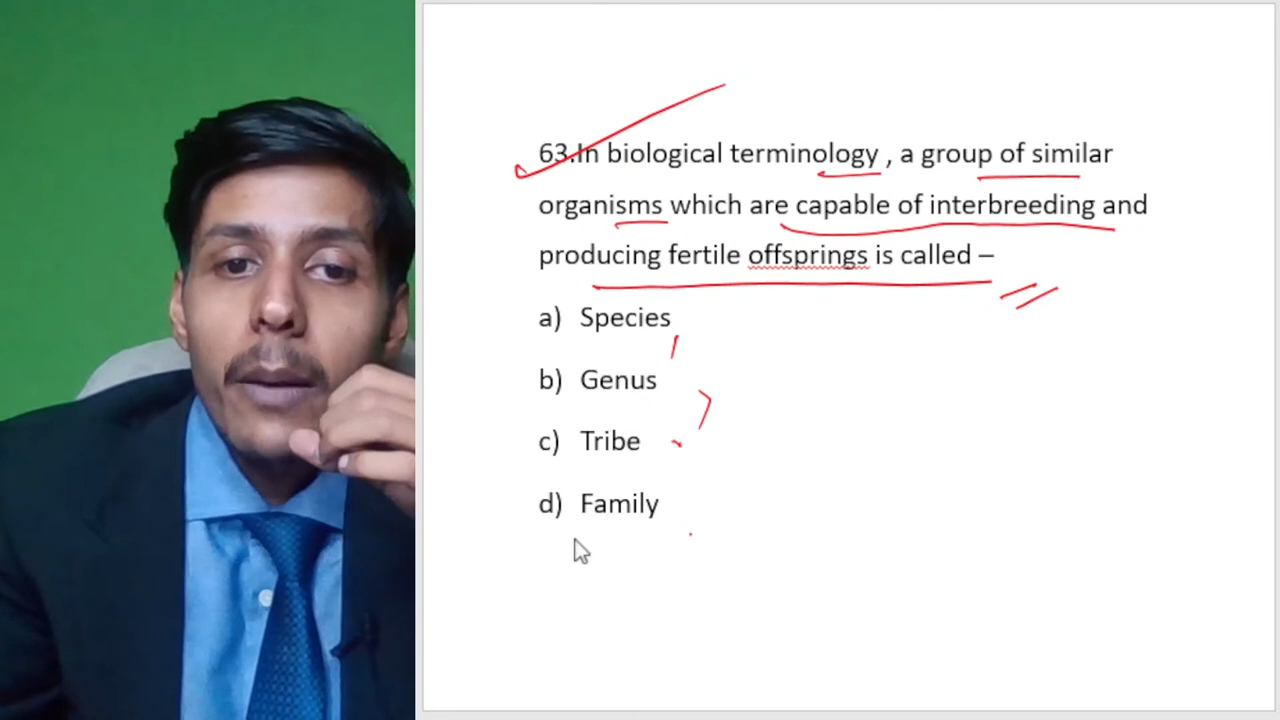 63.In biological terminology , a group of similar
organisms which are capable of interbreeding and
producing fertile offsprings is called –
a) Species
b) Genus
c) Tribe
d) Family